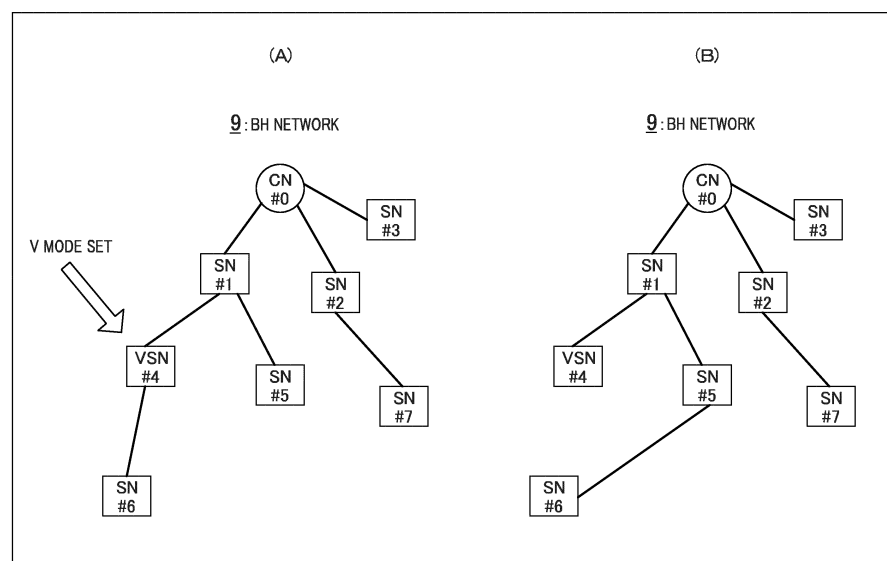 (A)
9: BH NETWORK
CN
#0
SN
#3
V MODE SET
SN
#1
SN
#2
VSN
#4
SN
#5
SN
#7
SN
#6
(B)
9: BH NETWORK
CN
#0
SN
#3
SN
#1
SN
#2
VSN
#4
SN
#5
SN
#7
SN
#6